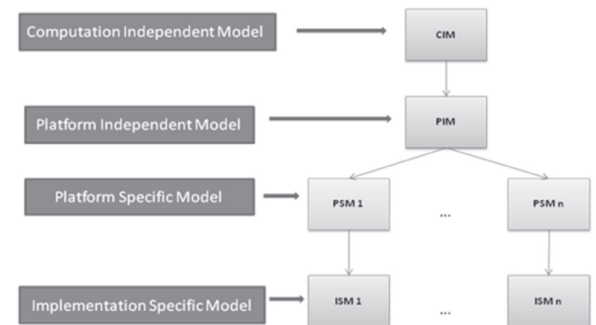 Computation Independent Model
CIM
Platform Independent Model
PIM
Platform Specific Model
PSM 1
...
PSM n
Implementation Specific Model
ISM 1
...
ISM n